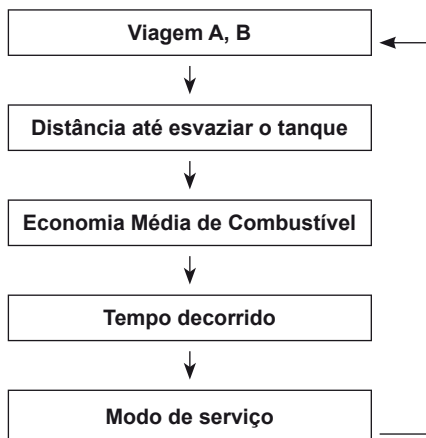 Viagem A, B
Distância até esvaziar o tanque
Economia Média de Combustível
Tempo decorrido
Modo de serviço